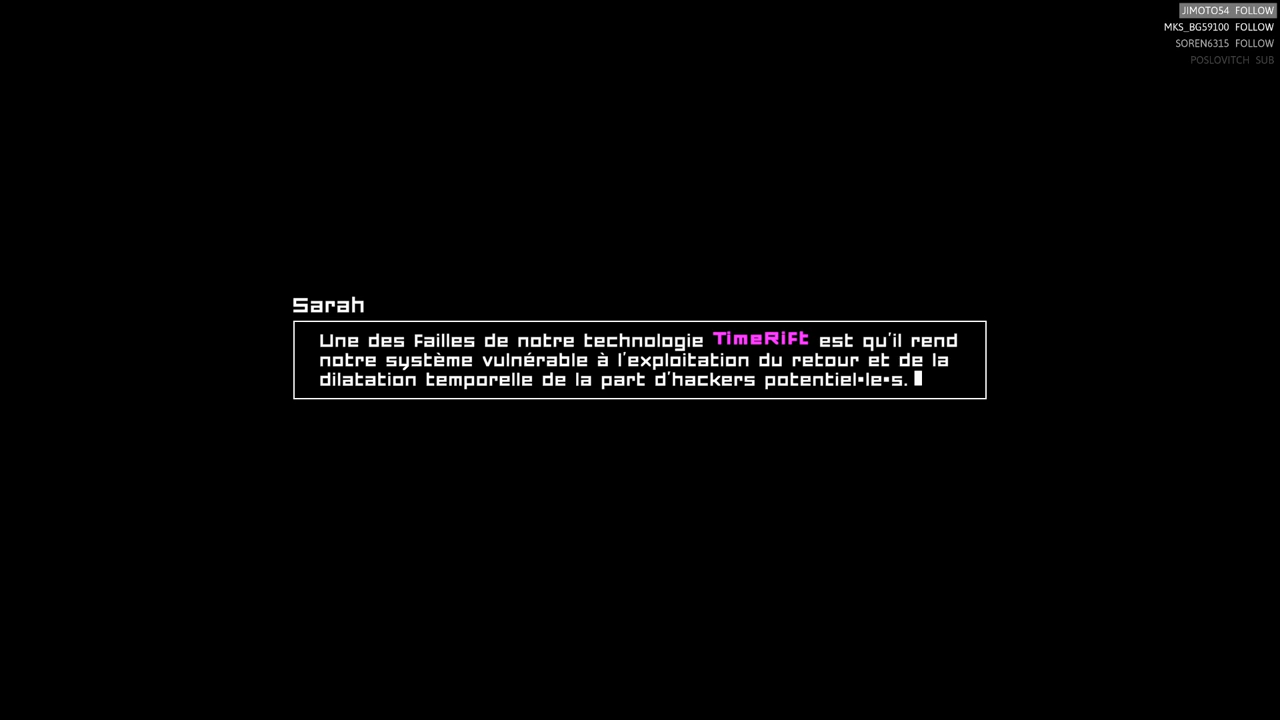 JIMOTO54 FOLLOW
MKS_BG59100 FOLLOW
SOREN6315 FOLLOW
POSLOVITCH SUB
Sarah
Une des failles de notre technologie TimeRift est qu'il rend
notre système vulnérable à l'exploitation du retour et de la
dilatation temporelle de la part d'hackers potentiel•le•s.